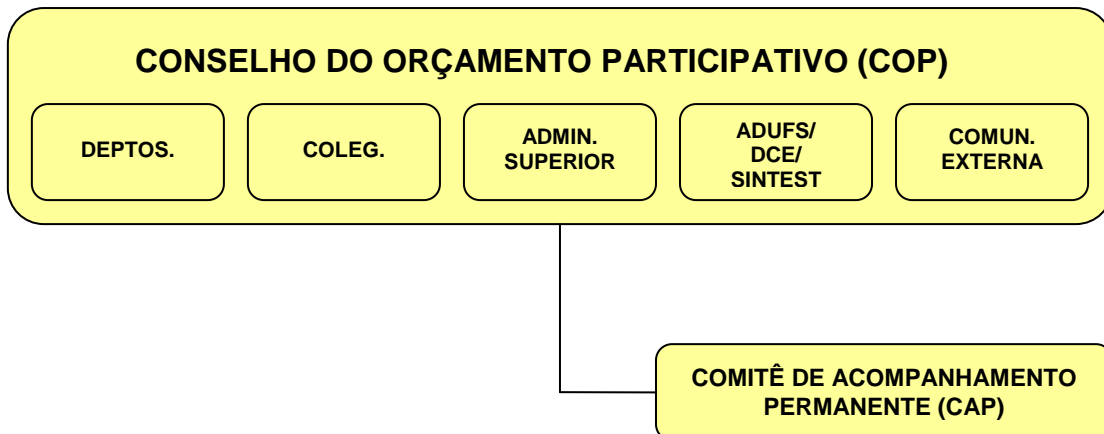 CONSELHO DO ORÇAMENTO PARTICIPATIVO (COP)
DEPTOS.
COLEG.
ADMIN.
SUPERIOR
ADUFS/
DCE/
SINTEST
COMUN.
EXTERNA
COMITÊ DE ACOMPANHAMENTO
PERMANENTE (CAP)